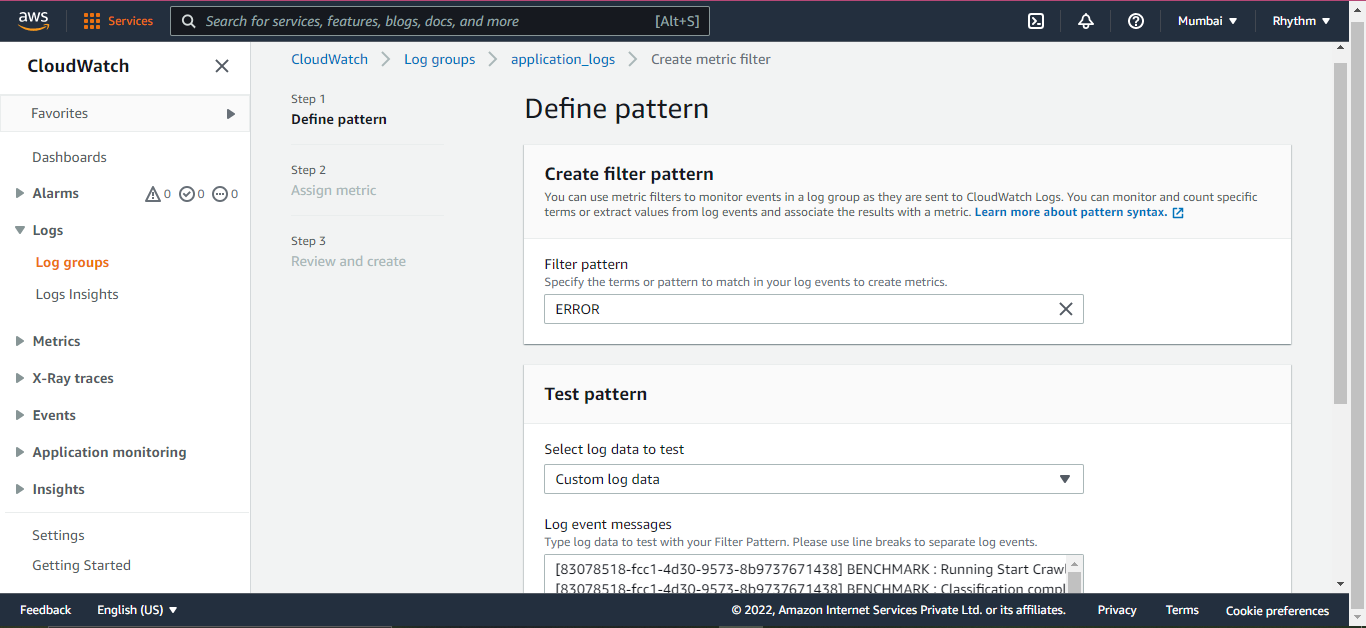 aws
Services
Search for services, features, blogs, docs, and more
[Alt+S]
Mumbai
Rhythm
CloudWatch
Favorites
Dashboards
Alarms
0
0
0
Logs
Log groups
Logs Insights
Metrics
X-Ray traces
Events
Application monitoring
Insights
Settings
Getting Started
CloudWatch
Log groups
application_logs
Create metric filter
Step 1
Define pattern
Step 2
Assign metric
Step 3
Review and create
Define pattern
Create filter pattern
You can use metric filters to monitor events in a log group as they are sent to CloudWatch Logs. You can monitor and count specific
terms or extract values from log events and associate the results with a metric. Learn more about pattern syntax.
Filter pattern
Specify the terms or pattern to match in your log events to create metrics.
ERROR
Test pattern
Select log data to test
Custom log data
Log event messages
Type log data to test with your Filter Pattern. Please use line breaks to separate log events.
[83078518-fcc1-4d30-9573-8b9737671438] BENCHMARK : Running Start Crawl
[83078518-fcc1-4d30-9573-8b9737671438] BENCHMARK : Classification compl
Feedback
English (US)
© 2022, Amazon Internet Services Private Ltd. or its affiliates.
Privacy
Terms
Cookie preferences